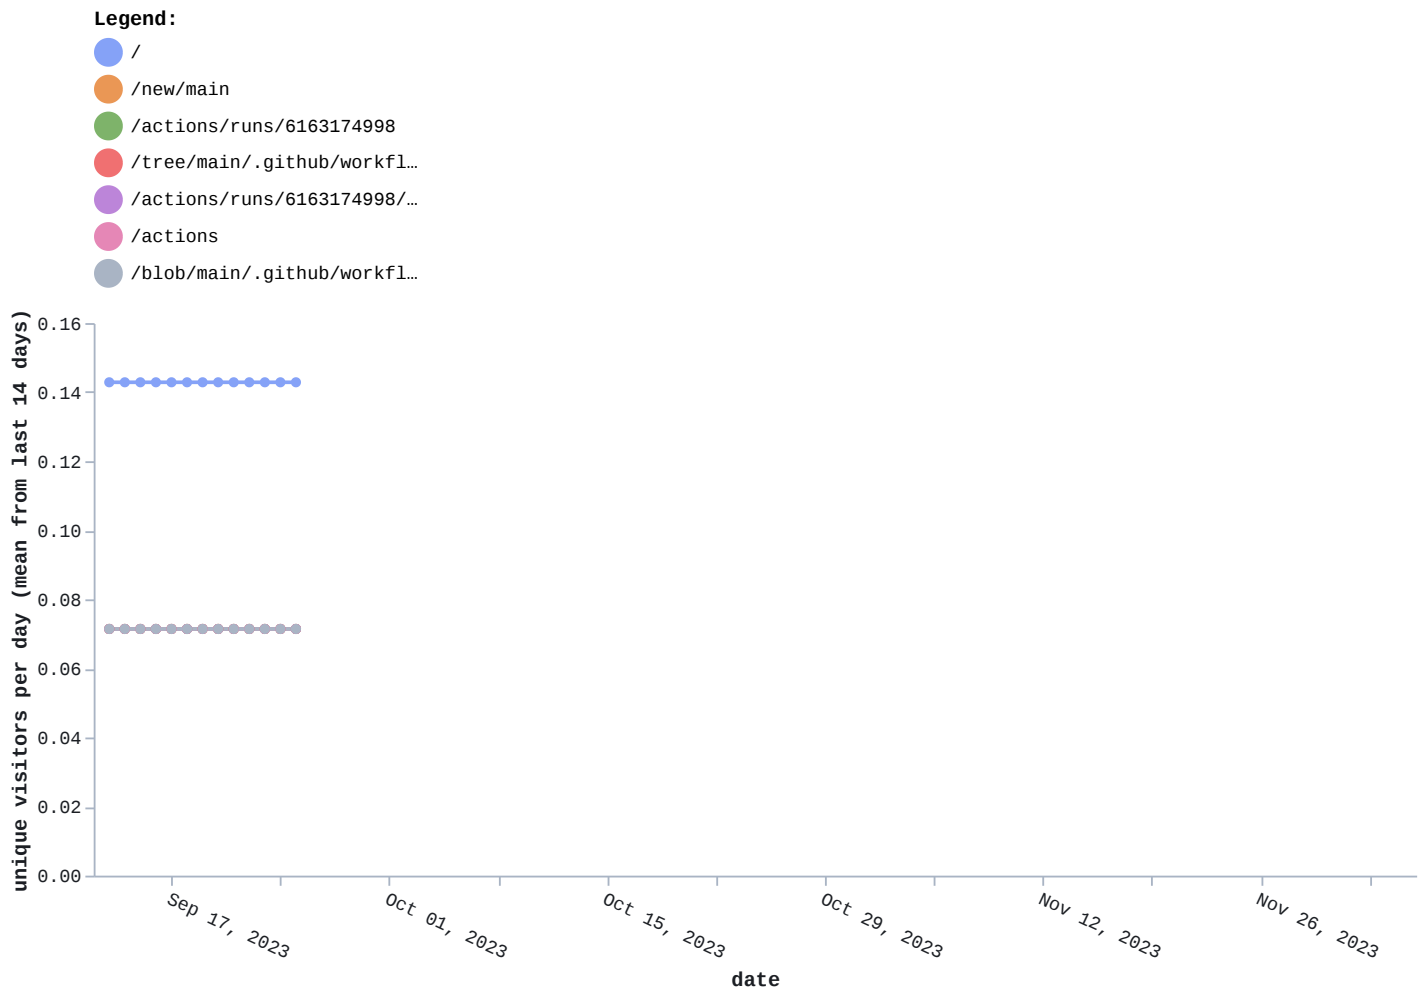 Legend:
/
/new/main
/actions/runs/6163174998
/tree/main/.github/workfl…
/actions/runs/6163174998/…
/actions
/blob/main/.github/workfl…
unique visitors per day (mean from last 14 days)
0.16
0.14
0.12
0.10
0.08
0.06
0.04
0.02
0.00
Sep 17, 2023
Oct 01, 2023
Oct 15, 2023
Oct 29, 2023
Nov 12, 2023
Nov 26, 2023
date